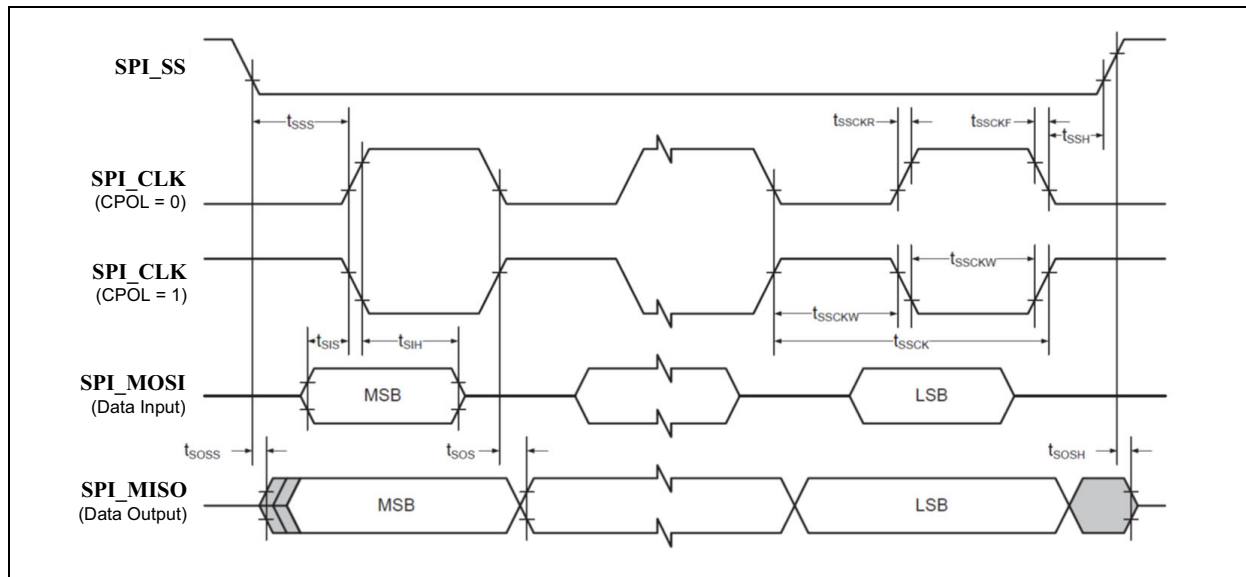 SPI_SS
tSSS
tSSCKR
tSSCKF
tSSH
SPI_CLK
(CPOL = 0)
SPI_CLK
(CPOL = 1)
tSSCKW
tSSCKW
tSSCK
tSIS
tSIH
SPI_MOSI
(Data Input)
MSB
LSB
tSOSS
tSOS
tSOSH
SPI_MISO
(Data Output)
MSB
LSB